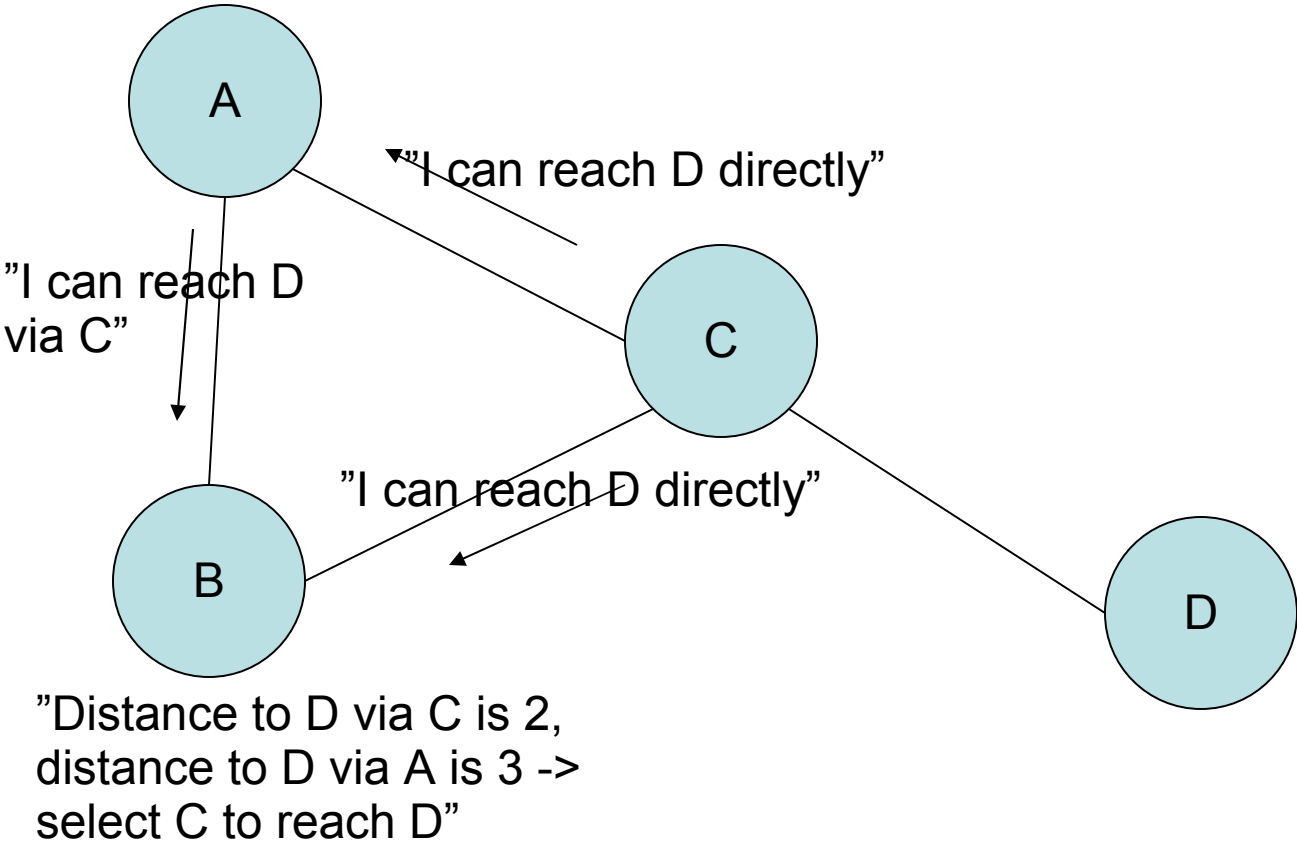 A
”I can reach D directly”
”I can reach D
via C”
C
”I can reach D directly”
B
D
”Distance to D via C is 2,
distance to D via A is 3 ->
select C to reach D”